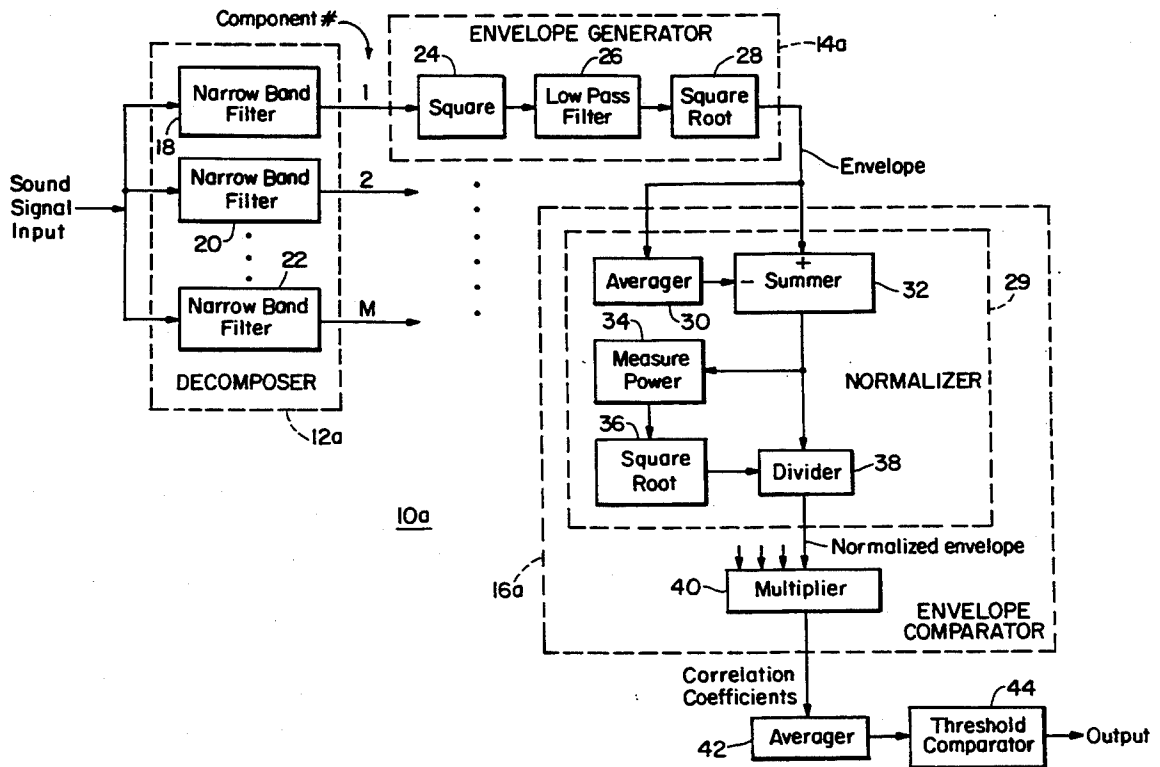 Component #
ENVELOPE GENERATOR
14a
24
26
28
Narrow Band
Filter
18
1
Square
Low Pass
Filter
Square
Root
Envelope
Sound
Signal
Input
Narrow Band
Filter
20
2
22
Narrow Band
Filter
M
DECOMPOSER
12a
Averager
30
+
− Summer
32
29
34
Measure
Power
NORMALIZER
36
Square
Root
Divider
38
10a
Normalized envelope
16a
40
Multiplier
ENVELOPE
COMPARATOR
Correlation
Coefficients
42
Averager
44
Threshold
Comparator
Output